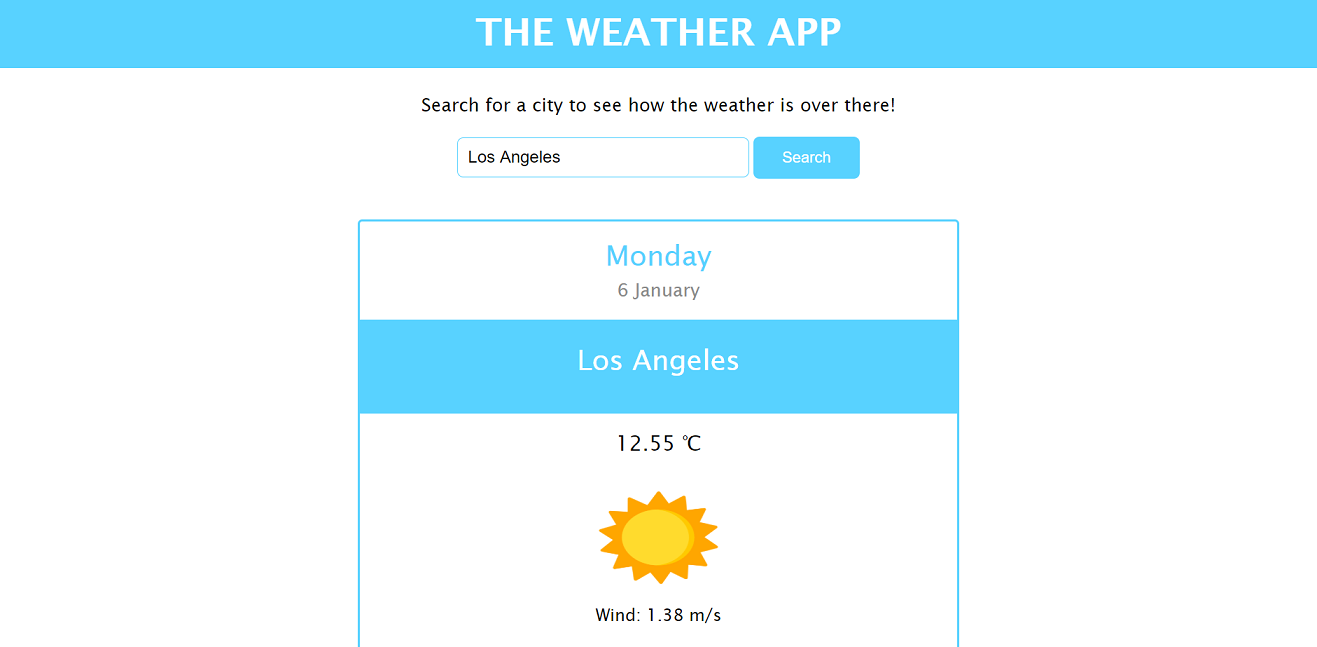 THE WEATHER APP
Search for a city to see how the weather is over there!
Los Angeles Search
Monday
6 January
Los Angeles
12.55 ℃
Wind: 1.38 m/s